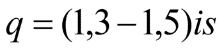 q = (1,3 – 1,5)is